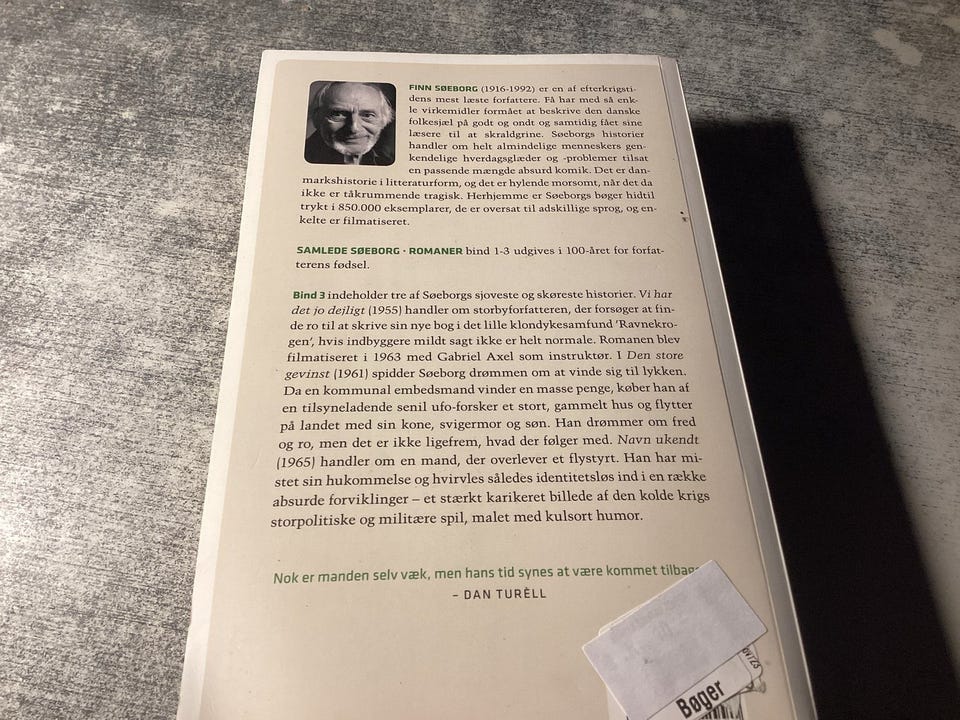 FINN SØEBORG (1916-1992) er en af efterkrigsti-
dens mest læste forfattere. Få har med så enk-
le virkemidler formået at beskrive den danske
folkesjæl på godt og ondt og samtidig fået sine
læsere til at skraldgrine. Søeborgs historier
handler om helt almindelige menneskers gen-
kendelige hverdagsglæder og -problemer tilsat
en passende mængde absurd komik. Det er dan-
markshistorie i litteraturform, og det er hylende morsomt, når det da
ikke er tåkrummende tragisk. Herhjemme er Søeborgs bøger hidtil
trykt i 850.000 eksemplarer, de er oversat til adskillige sprog, og en-
kelte er filmatiseret.
SAMLEDE SØEBORG · ROMANER bind 1-3 udgives i 100-året for forfat-
terens fødsel.
Bind 3 indeholder tre af Søeborgs sjoveste og skøreste historier. Vi har
det jo dejligt (1955) handler om storbyforfatteren, der forsøger at fin-
de ro til at skrive sin nye bog i det lille klondykesamfund 'Ravnekro-
gen', hvis indbyggere mildt sagt ikke er helt normale. Romanen blev
filmatiseret i 1963 med Gabriel Axel som instruktør. I Den store
gevinst (1961) spidder Søeborg drømmen om at vinde sig til lykken.
Da en kommunal embedsmand vinder en masse penge, køber han af
en tilsyneladende senil ufo-forsker et stort, gammelt hus og flytter
på landet med sin kone, svigermor og søn. Han drømmer om fred
og ro, men det er ikke ligefrem, hvad der følger med. Navn ukendt
(1965) handler om en mand, der overlever et flystyrt. Han har mi-
stet sin hukommelse og hvirvles således identitetsløs ind i en række
absurde forviklinger – et stærkt karikeret billede af den kolde krigs
storpolitiske og militære spil, malet med kulsort humor.
Nok er manden selv væk, men hans tid synes at være kommet
– DAN TURÈLL
Bøger